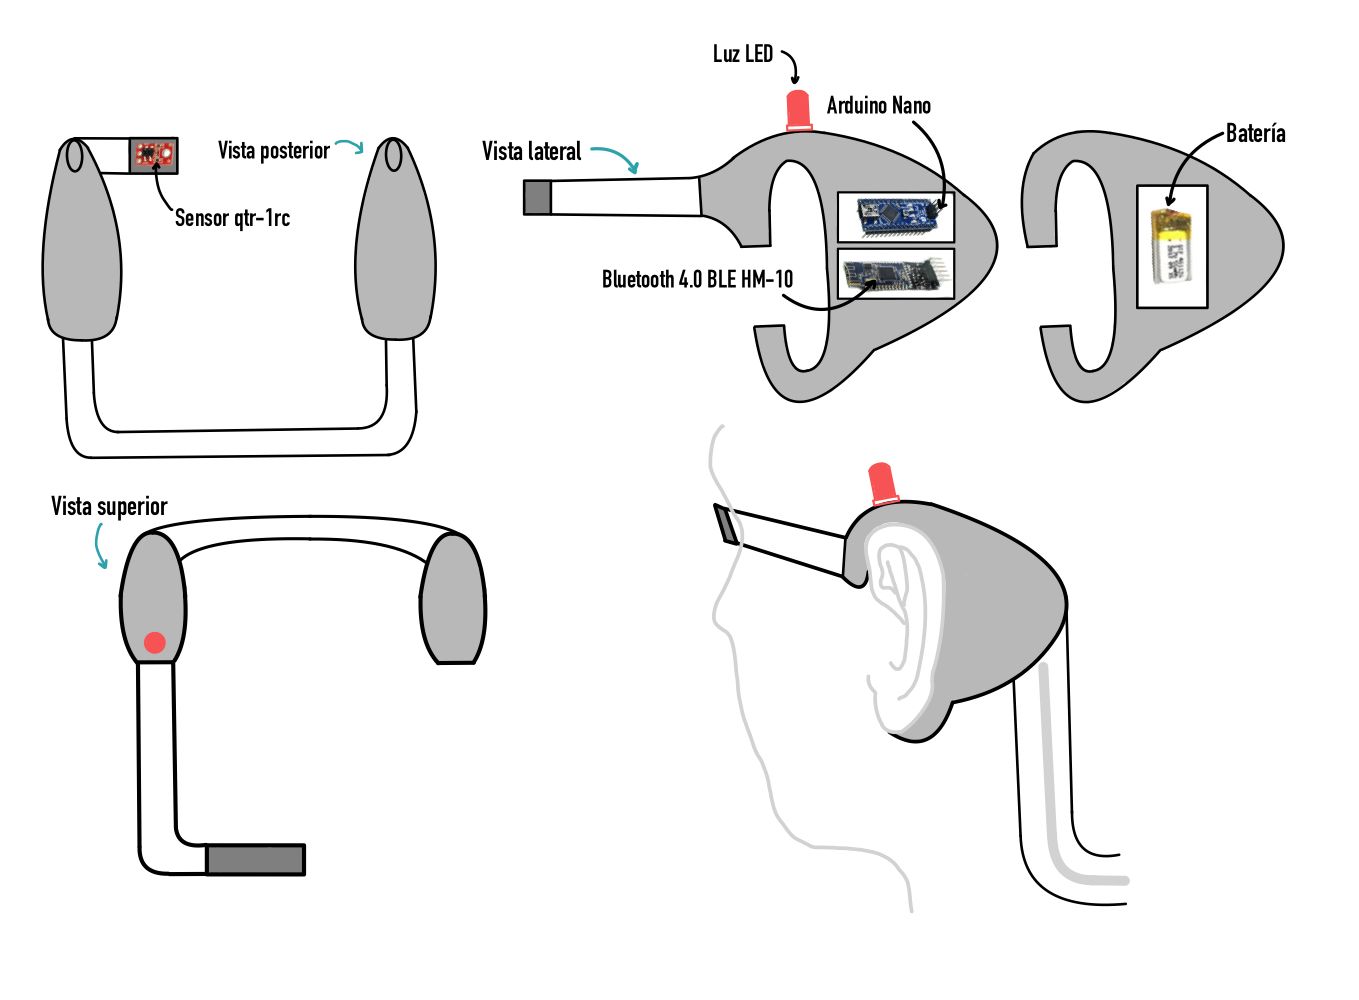 Luz LED
Arduino Nano
Batería
Vista posterior
Vista lateral
Sensor qtr-1rc
Bluetooth 4.0 BLE HM-10
Vista superior